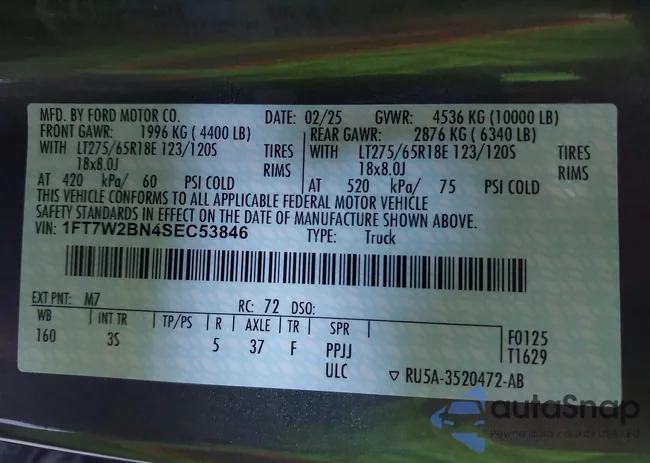 MFD. BY FORD MOTOR CO. DATE: 02/25 GVWR: 4536 KG (10000 LB)
FRONT GAWR: 1996 KG ( 4400 LB) REAR GAWR: 2876 KG ( 6340 LB)
WITH LT275/65R18E 123/120S TIRES WITH LT275/65R18E 123/120S TIRES
18x8.0J RIMS 18x8.0J RIMS
AT 420 kPa/ 60 PSI COLD AT 520 kPa/ 75 PSI COLD
THIS VEHICLE CONFORMS TO ALL APPLICABLE FEDERAL MOTOR VEHICLE
SAFETY STANDARDS IN EFFECT ON THE DATE OF MANUFACTURE SHOWN ABOVE.
VIN: 1FT7W2BN4SEC53846 TYPE: Truck
EXT PNT: M7 RC: 72 DSO:
WB INT TR TP/PS R AXLE TR SPR
160 3S 5 37 F PPJJ
ULC
F0125
T1629
▽ RU5A-3520472-AB
autoSnap